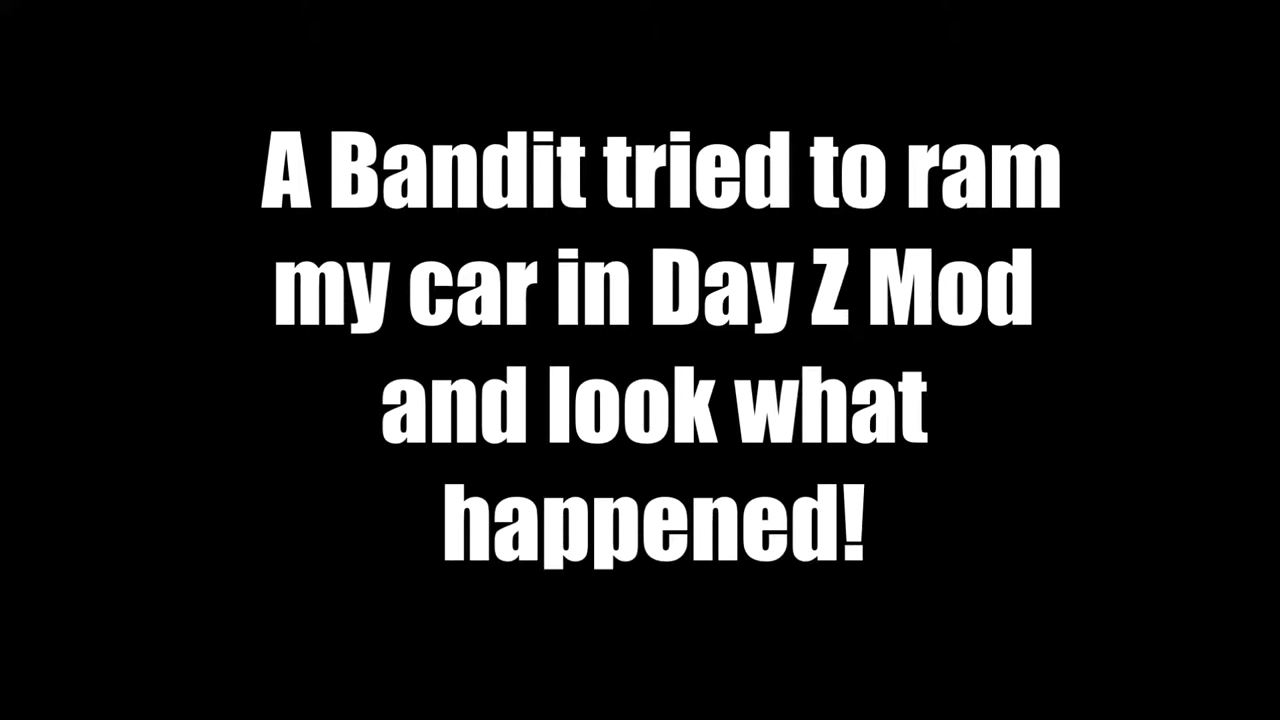 A Bandit tried to ram
my car in Day Z Mod
and look what
happened!